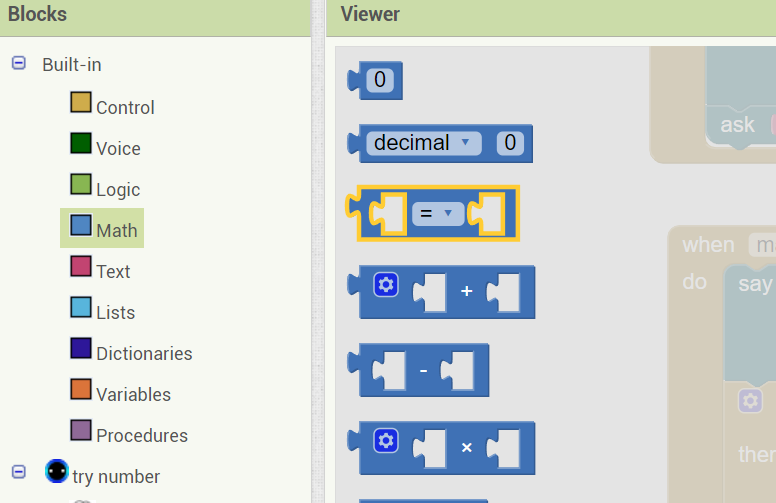 Blocks
Viewer
Built-in
Control
Voice
Logic
Math
Text
Lists
Dictionaries
Variables
Procedures
try number
0
decimal 0
=
+
-
×
ask
when
do say
then